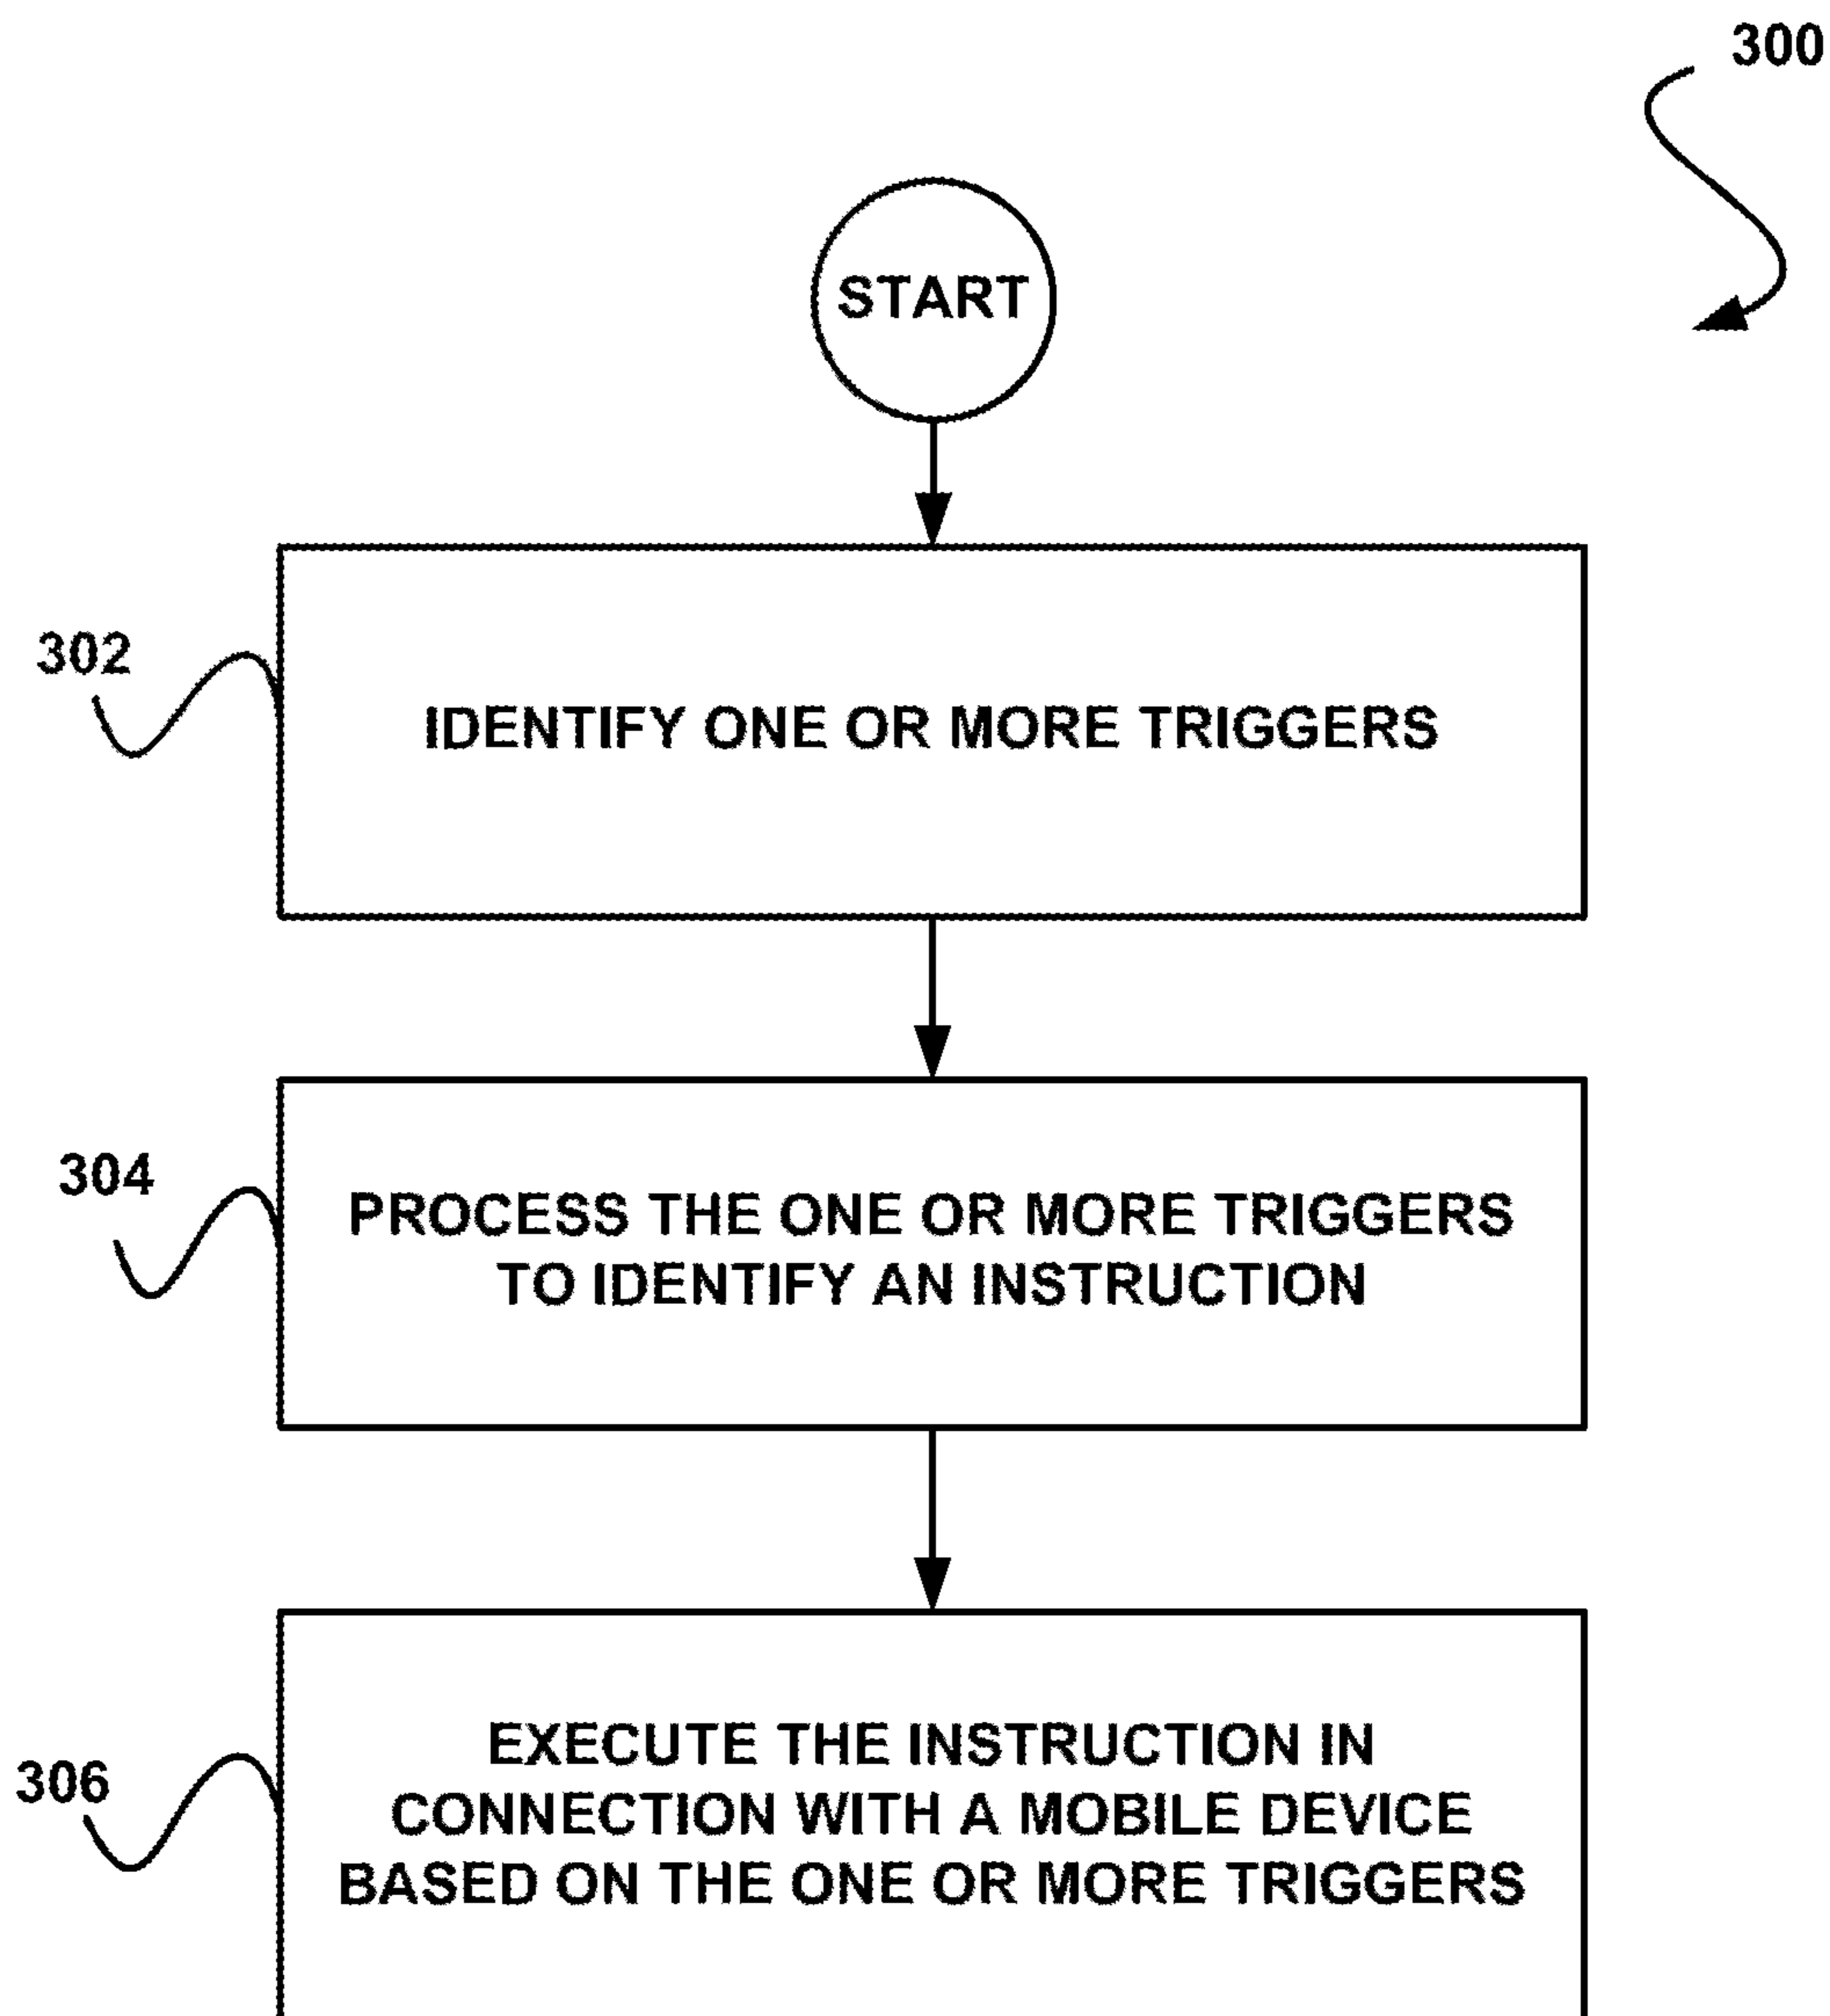 300
START
302
IDENTIFY ONE OR MORE TRIGGERS
304
PROCESS THE ONE OR MORE TRIGGERS
TO IDENTIFY AN INSTRUCTION
306
EXECUTE THE INSTRUCTION IN
CONNECTION WITH A MOBILE DEVICE
BASED ON THE ONE OR MORE TRIGGERS